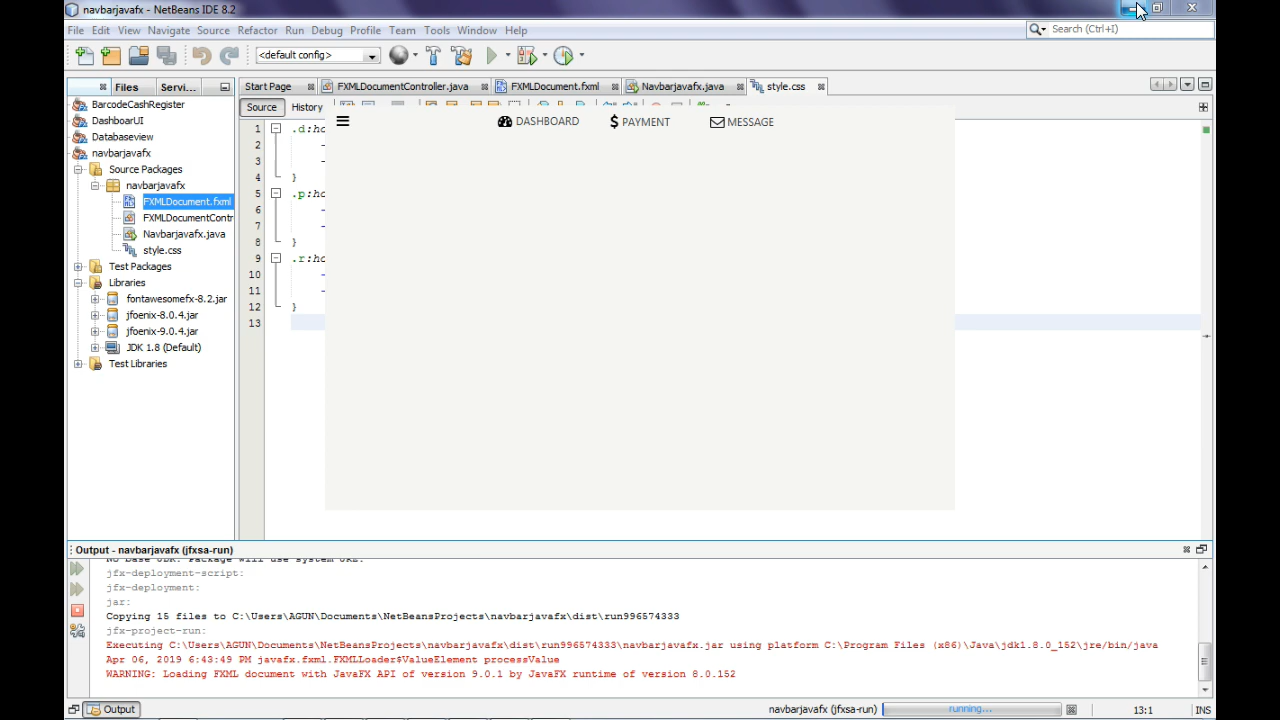 navbarjavafx - NetBeans IDE 8.2
File Edit View Navigate Source Refactor Run Debug Profile Team Tools Window Help
Search (Ctrl+I)
<default config>
Files Servi...
Start Page FXMLDocumentController.java FXMLDocument.fxml Navbarjavafx.java style.css
Source History
BarcodeCashRegister
DashboarUI
Databaseview
navbarjavafx
Source Packages
navbarjavafx
FXMLDocument.fxml
FXMLDocumentContr
Navbarjavafx.java
style.css
Test Packages
Libraries
fontawesomefx-8.2.jar
jfoenix-8.0.4.jar
jfoenix-9.0.4.jar
JDK 1.8 (Default)
Test Libraries
1 .d:ho
2 -
3 -
4 }
5 .p:ho
6 -
7 -
8 }
9 .r:ho
10 -
11 -
12 }
13
DASHBOARD PAYMENT MESSAGE
Output - navbarjavafx (jfxsa-run)
No base JDK. Package will use system JRE.
jfx-deployment-script:
jfx-deployment:
jar:
Copying 15 files to C:\Users\AGUN\Documents\NetBeansProjects\navbarjavafx\dist\run996574333
jfx-project-run:
Executing C:\Users\AGUN\Documents\NetBeansProjects\navbarjavafx\dist\run996574333\navbarjavafx.jar using platform C:\Program Files (x86)\Java\jdk1.8.0_152\jre/bin/java
Apr 06, 2019 6:43:49 PM javafx.fxml.FXMLLoader$ValueElement processValue
WARNING: Loading FXML document with JavaFX API of version 9.0.1 by JavaFX runtime of version 8.0.152
Output
navbarjavafx (jfxsa-run) running... 13:1 INS